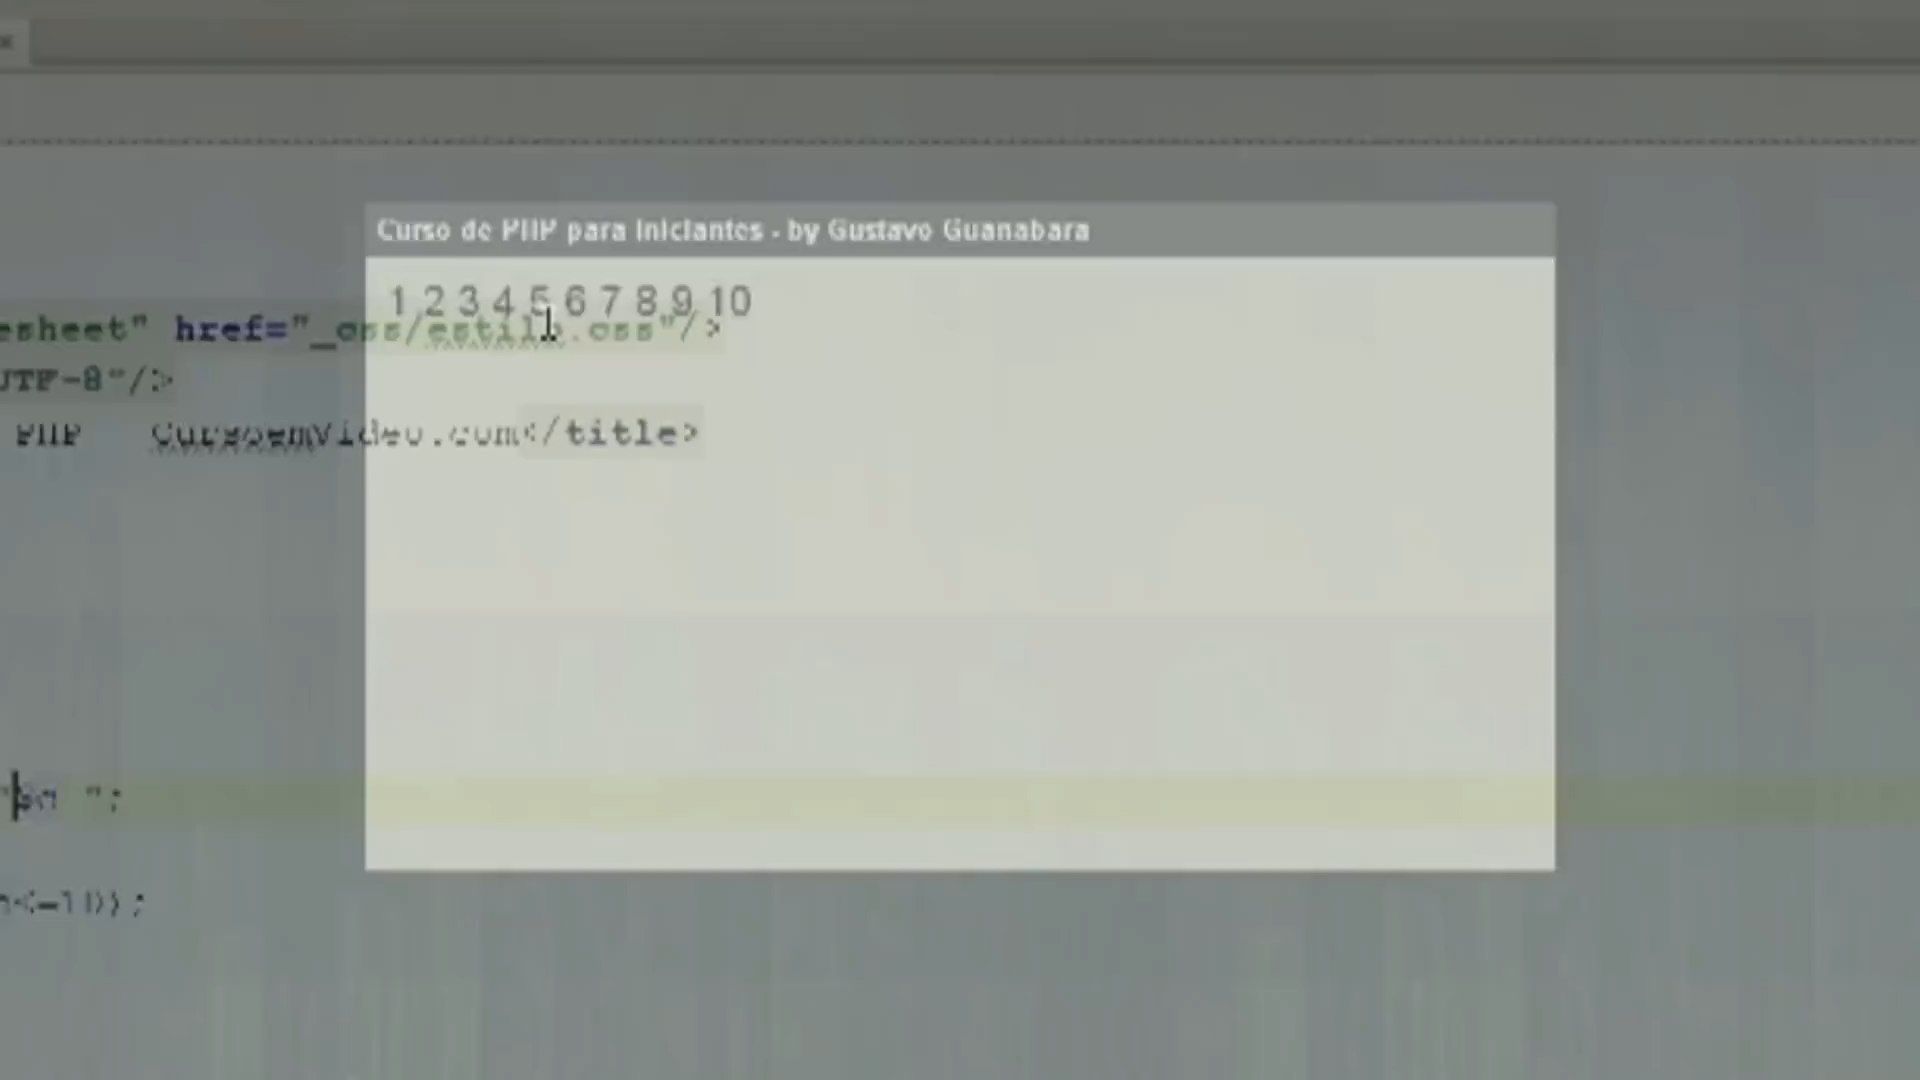 Curso de PHP para Iniciantes - by Gustavo Guanabara
1 2 3 4 5 6 7 8 9 10
esheet" href="_css/estilo.css"/>
UTF-8"/>
PHP CursoemVideo.com</title>
";
<=10);